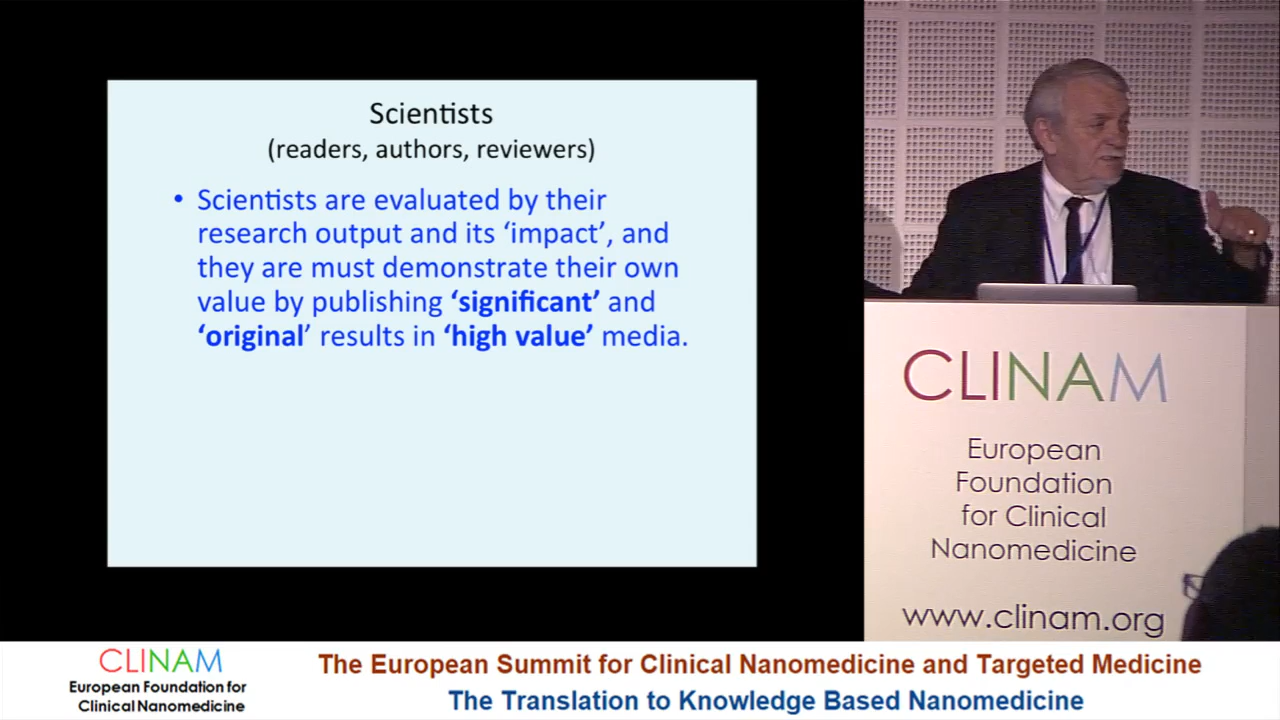 Scientists
(readers, authors, reviewers)
• Scientists are evaluated by their
research output and its ‘impact’, and
they are must demonstrate their own
value by publishing ‘significant’ and
‘original’ results in ‘high value’ media.
CLINAM
European
Foundation
for Clinical
Nanomedicine
www.clinam.org
CLINAM
European Foundation for
Clinical Nanomedicine
The European Summit for Clinical Nanomedicine and Targeted Medicine
The Translation to Knowledge Based Nanomedicine